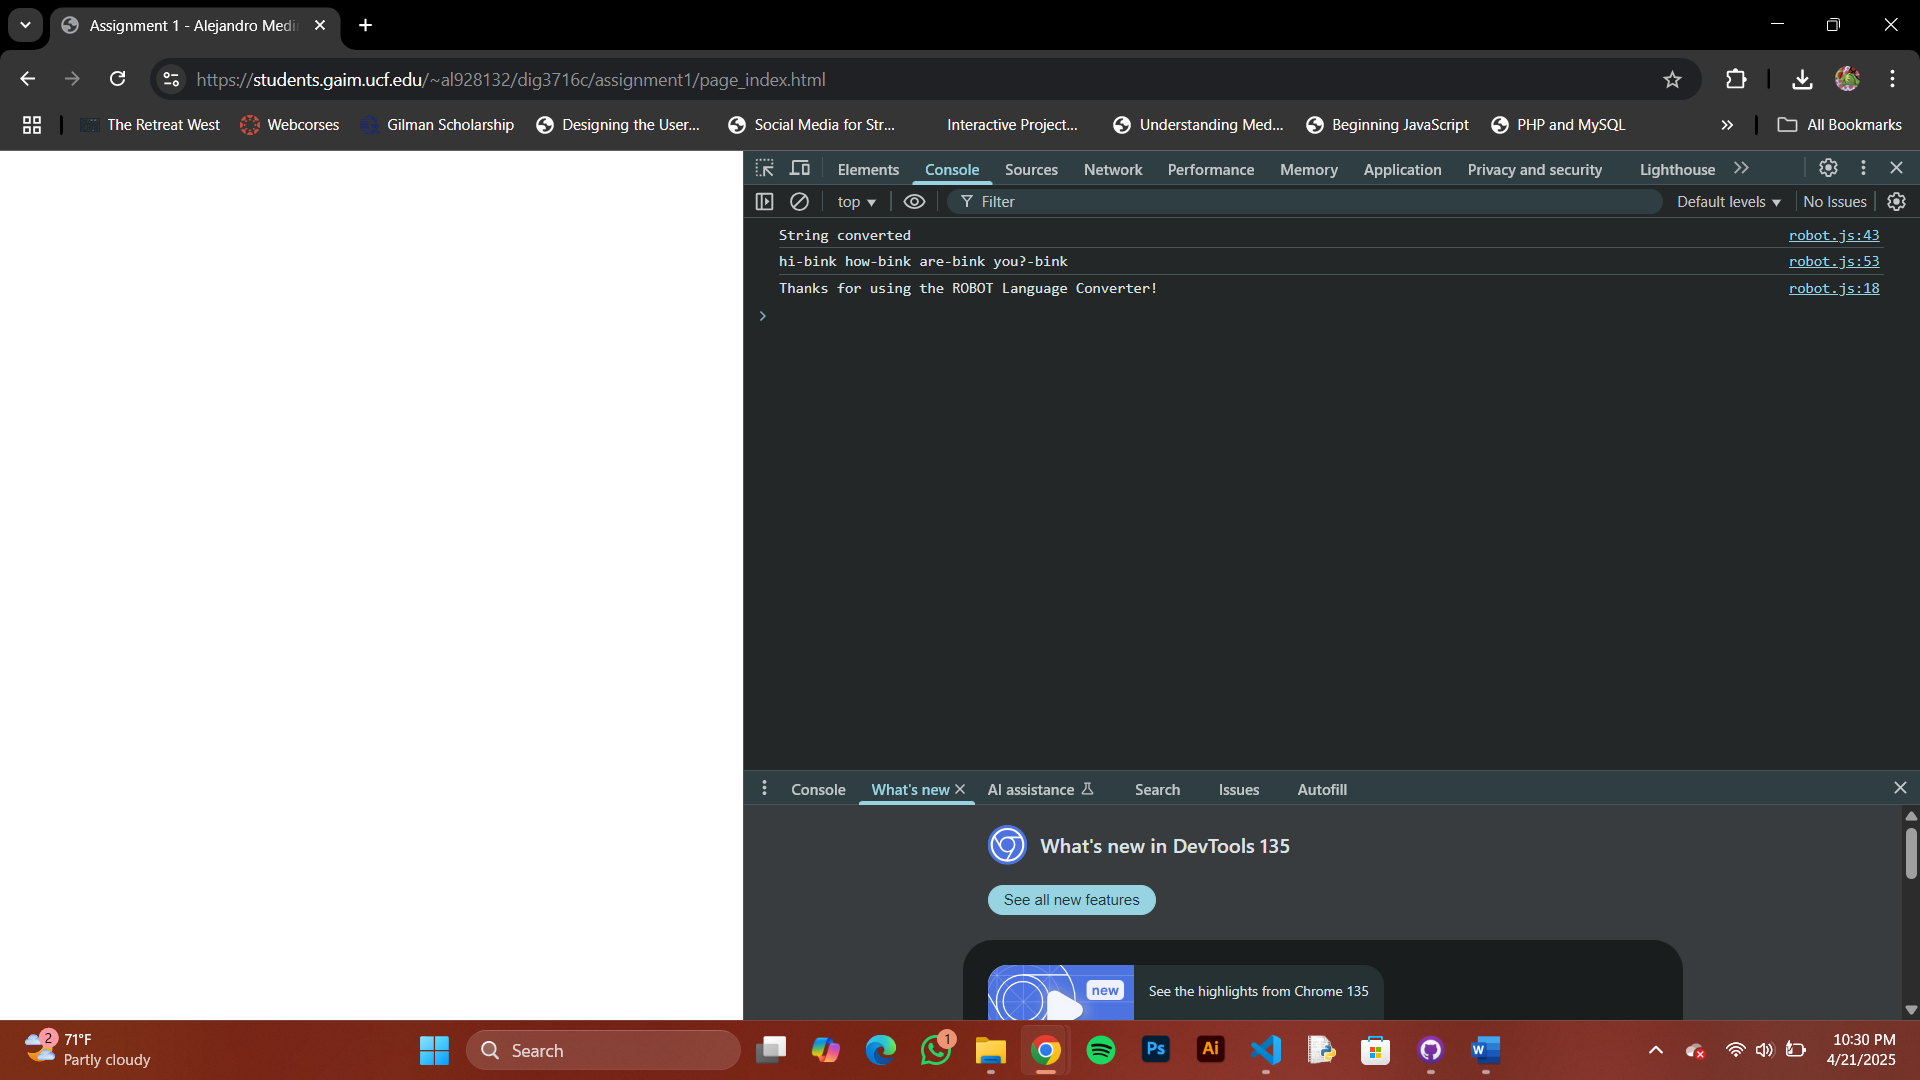 Assignment 1 - Alejandro Medi
https://students.gaim.ucf.edu/~al928132/dig3716c/assignment1/page_index.html
The Retreat West Webcorses Gilman Scholarship Designing the User... Social Media for Str... Interactive Project... Understanding Med... Beginning JavaScript PHP and MySQL All Bookmarks
Elements Console Sources Network Performance Memory Application Privacy and security Lighthouse
top Filter Default levels No Issues
String converted robot.js:43
hi-bink how-bink are-bink you?-bink robot.js:53
Thanks for using the ROBOT Language Converter! robot.js:18
Console What's new AI assistance Search Issues Autofill
What's new in DevTools 135
See all new features
new See the highlights from Chrome 135
2 71°F
Partly cloudy
Search
1
Ps Ai
W
10:30 PM
4/21/2025